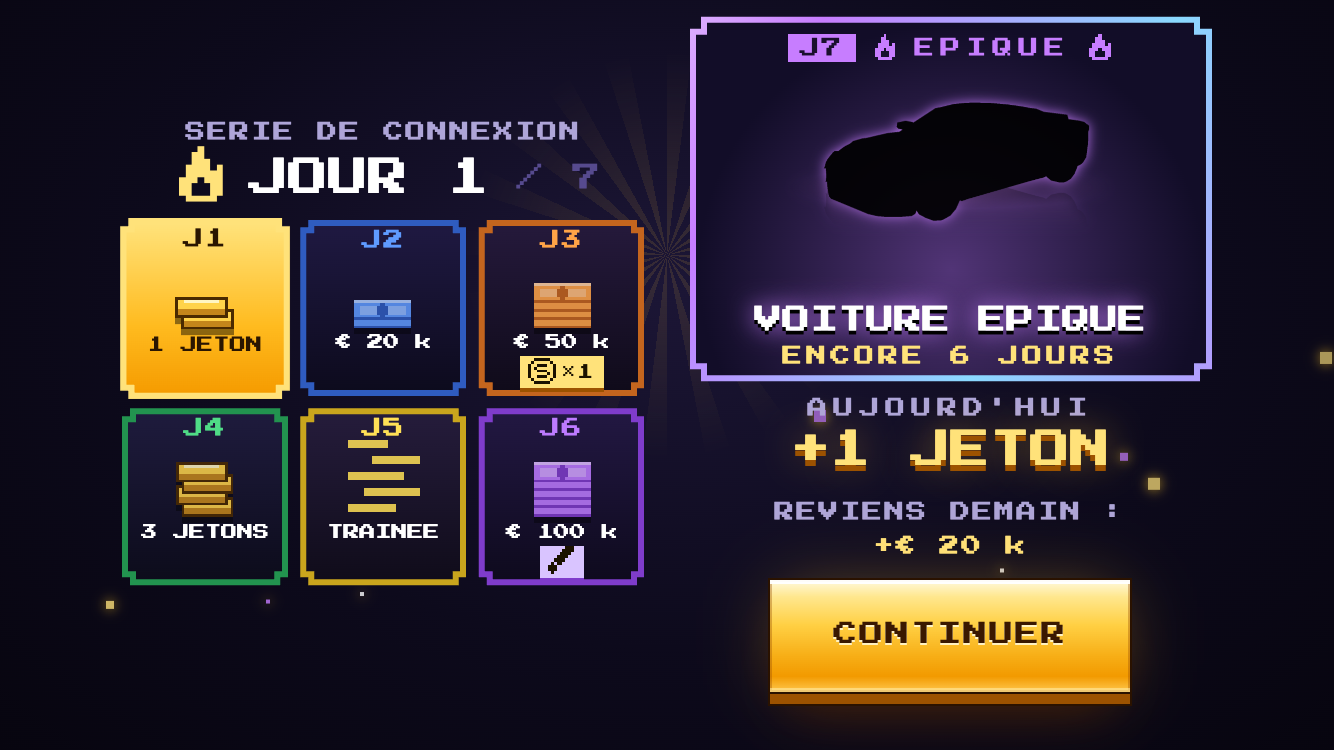 SERIE DE CONNEXION
JOUR 1 / 7
J1
1 JETON
J2
€ 20 k
J3
€ 50 k
S ×1
J4
3 JETONS
J5
TRAINEE
J6
€ 100 k
J7 EPIQUE
VOITURE EPIQUE
ENCORE 6 JOURS
AUJOURD'HUI
+1 JETON
REVIENS DEMAIN :
+€ 20 k
CONTINUER